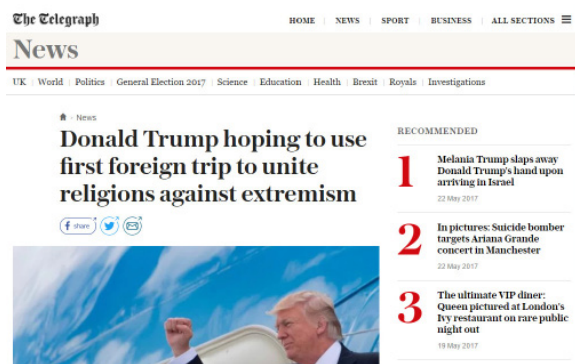 The Telegraph
HOME NEWS SPORT BUSINESS ALL SECTIONS
News
UK World Politics General Election 2017 Science Education Health Brexit Royals Investigations
News
Donald Trump hoping to use
first foreign trip to unite
religions against extremism
share
RECOMMENDED
1
Melania Trump slaps away
Donald Trump's hand upon
arriving in Israel
22 May 2017
2
In pictures: Suicide bomber
targets Ariana Grande
concert in Manchester
22 May 2017
3
The ultimate VIP diner:
Queen pictured at London's
Ivy restaurant on rare public
night out
19 May 2017